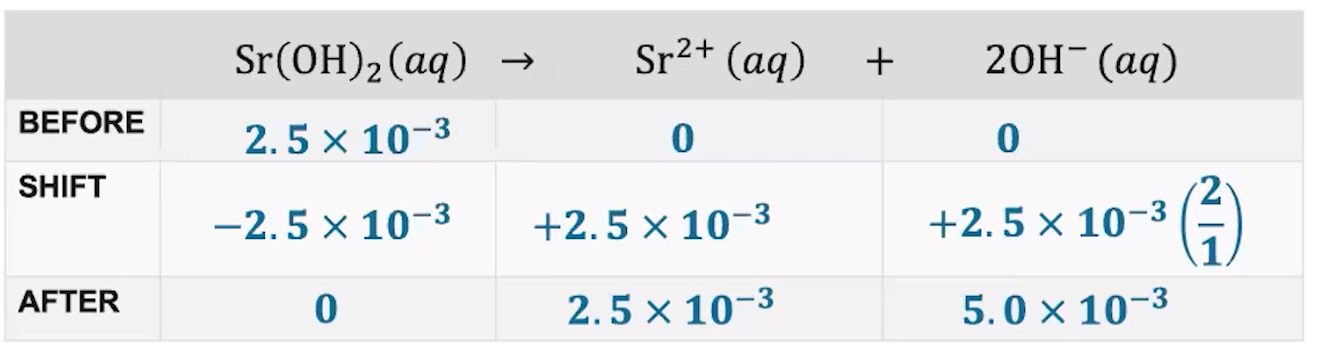 Sr(OH)₂(aq) → Sr²⁺ (aq) + 2OH⁻ (aq)
BEFORE 2.5 × 10⁻³ 0 0
SHIFT −2.5 × 10⁻³ +2.5 × 10⁻³ +2.5 × 10⁻³ (2/1)
AFTER 0 2.5 × 10⁻³ 5.0 × 10⁻³